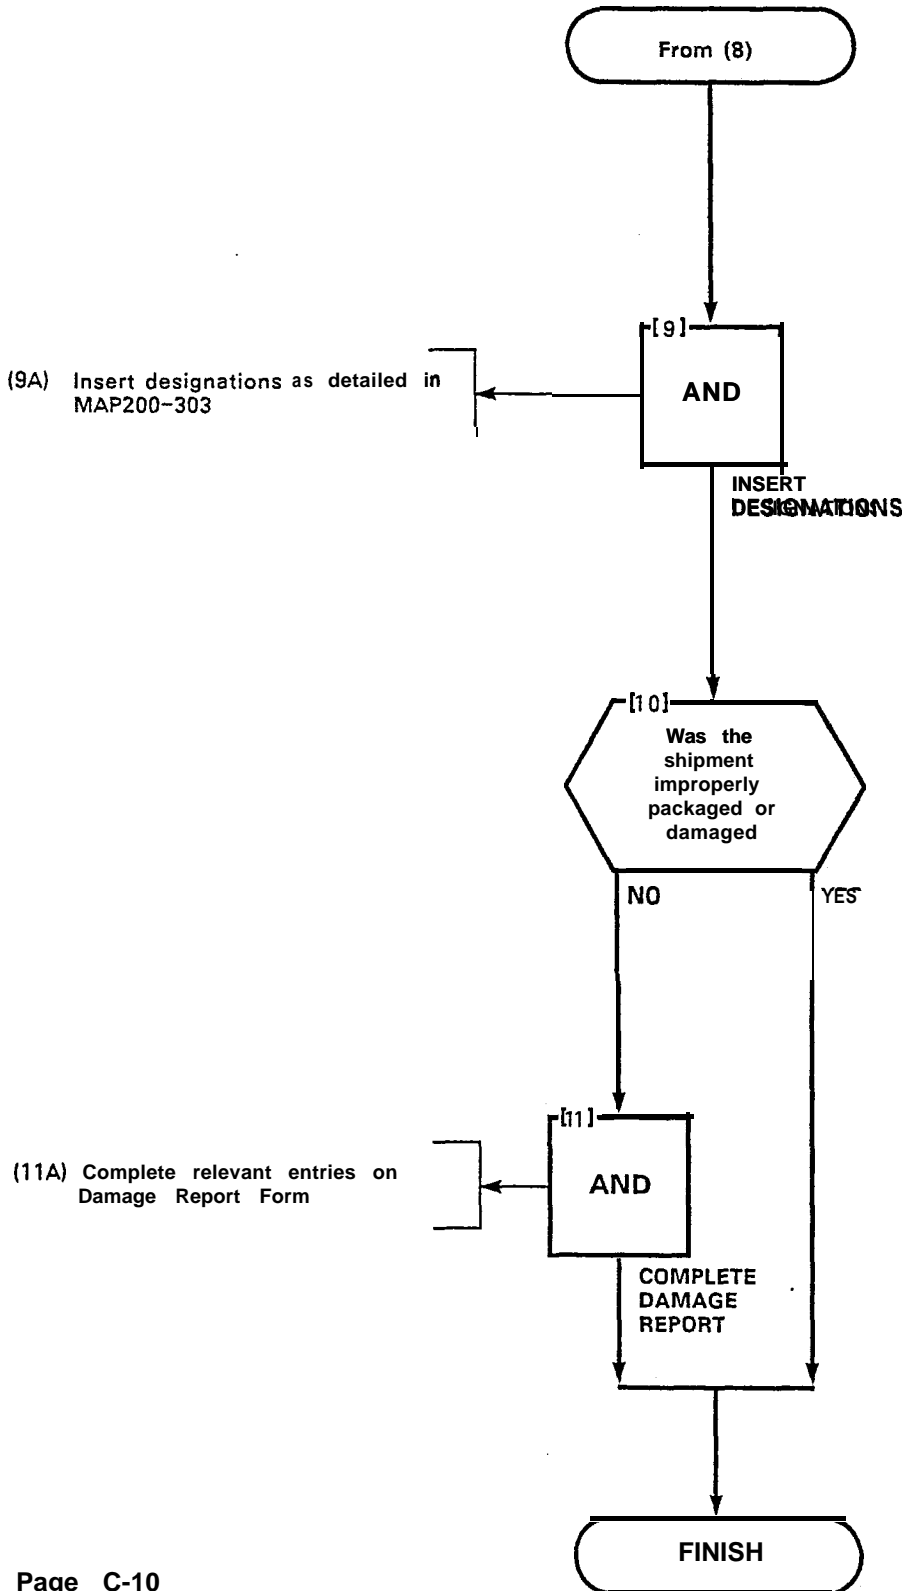 From (8)
[9]
(9A) Insert designations as detailed in
MAP200-303
AND
INSERT
DESIGNATIONS
[10]
Was the
shipment
improperly
packaged or
damaged
NO
YES
[11]
(11A) Complete relevant entries on
Damage Report Form
AND
COMPLETE
DAMAGE
REPORT
FINISH
Page C-10